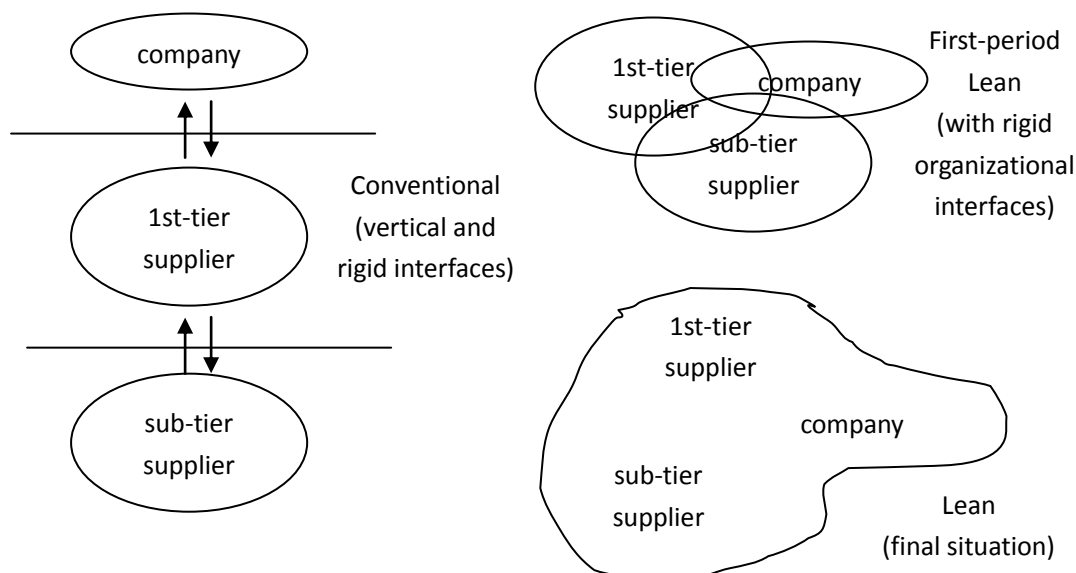 company
1st-tier
supplier
sub-tier
supplier
Conventional
(vertical and
rigid interfaces)
1st-tier
supplier
company
sub-tier
supplier
First-period
Lean
(with rigid
organizational
interfaces)
1st-tier
supplier
company
sub-tier
supplier
Lean
(final situation)